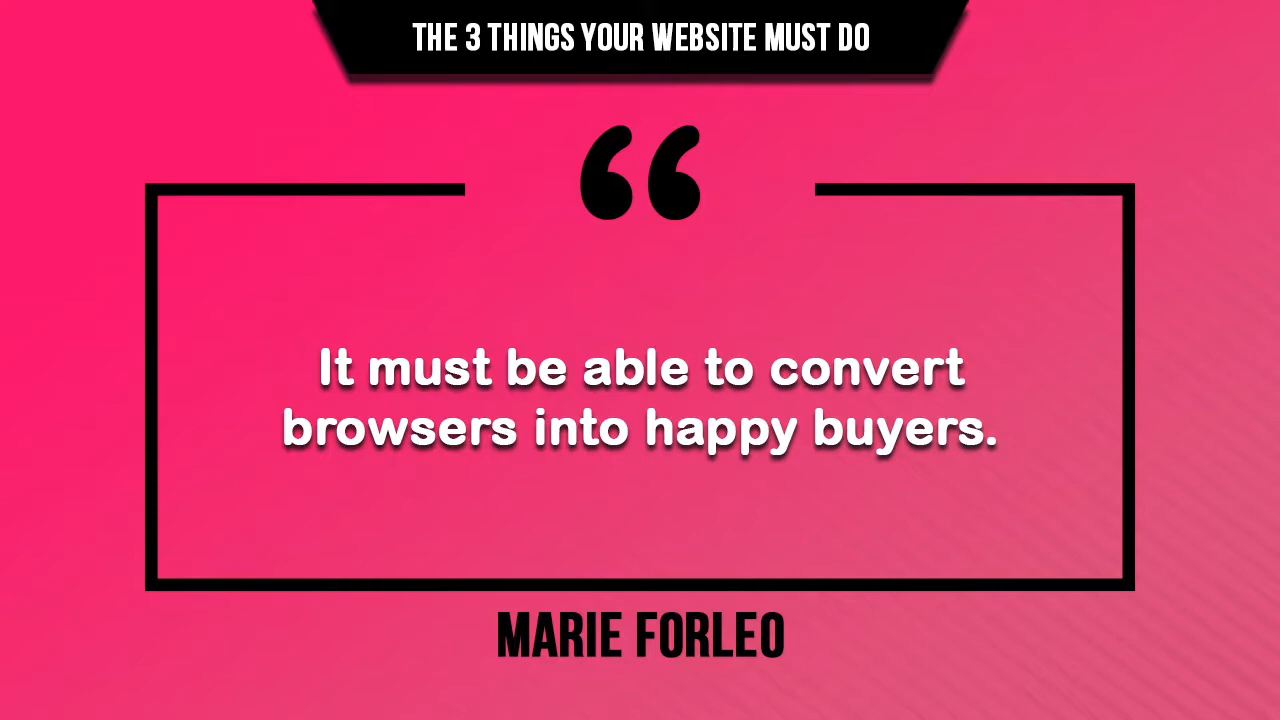 THE 3 THINGS YOUR WEBSITE MUST DO
“
It must be able to convert
browsers into happy buyers.
MARIE FORLEO